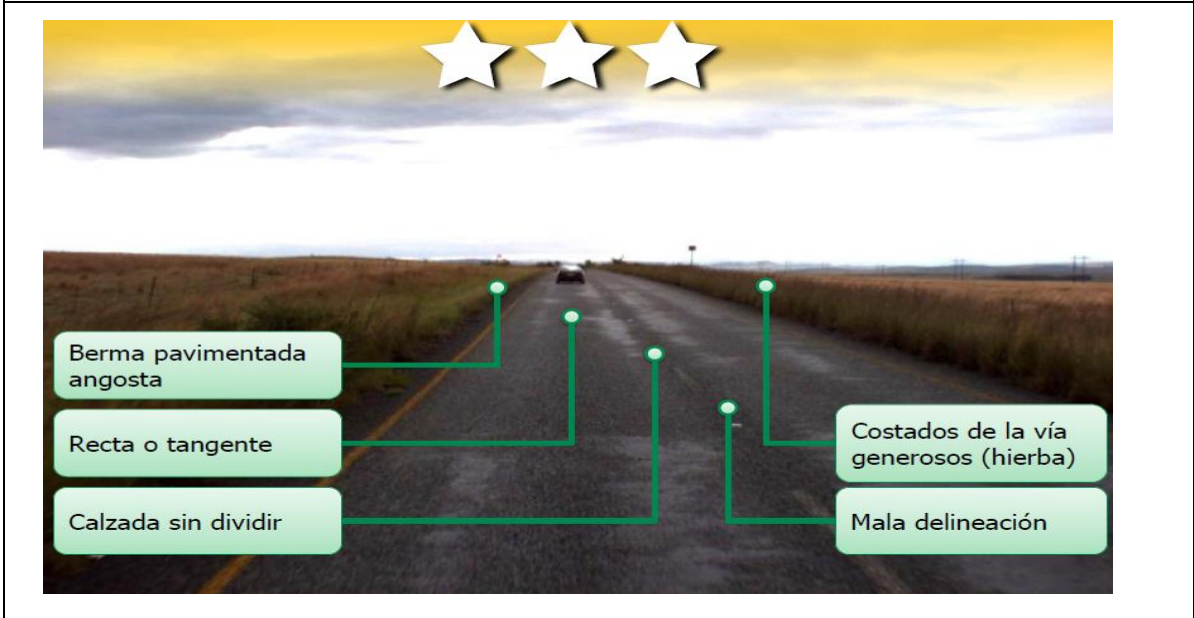 Berma pavimentada
angosta
Recta o tangente
Calzada sin dividir
Costados de la vía
generosos (hierba)
Mala delineación